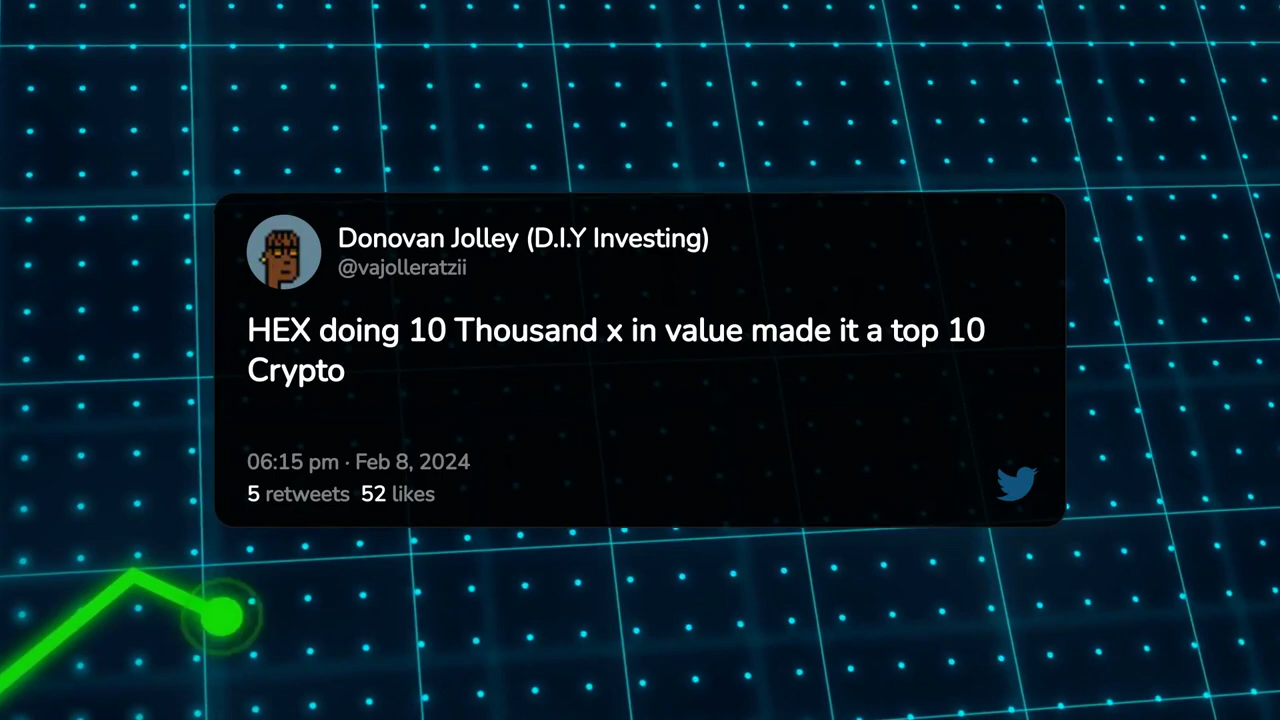 Donovan Jolley (D.I.Y Investing)
@vajolleratzii
HEX doing 10 Thousand x in value made it a top 10
Crypto
06:15 pm · Feb 8, 2024
5 retweets 52 likes